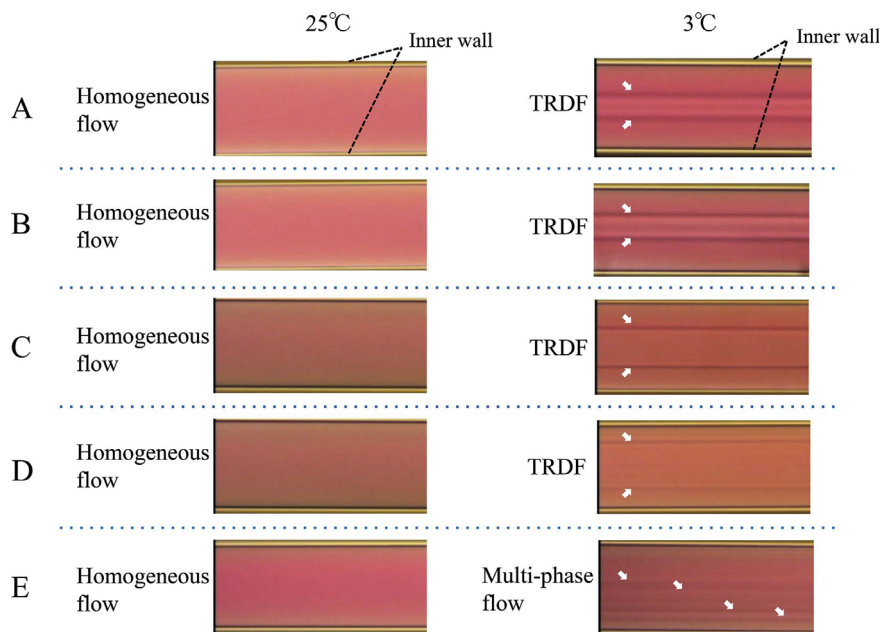 25℃
3℃
Inner wall
Inner wall
A
Homogeneous
flow
TRDF
B
Homogeneous
flow
TRDF
C
Homogeneous
flow
TRDF
D
Homogeneous
flow
TRDF
E
Homogeneous
flow
Multi-phase
flow